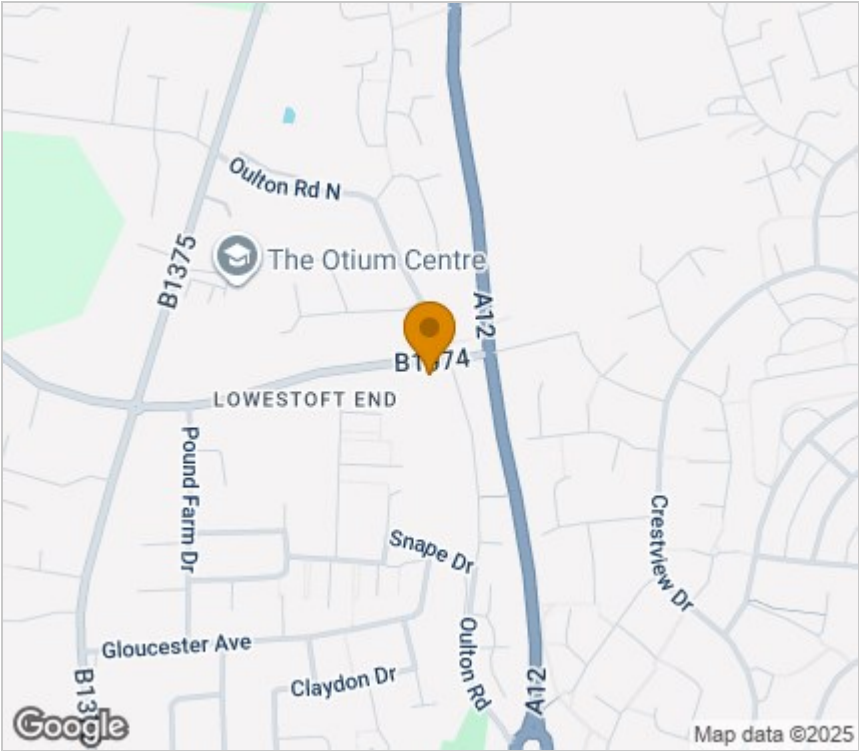 Oulton Rd N
B1375
The Otium Centre
A12
LOWESTOFT END
Pound Farm Dr
Snape Dr
Crestview Dr
Gloucester Ave
Oulton Rd
Claydon Dr
A12
Google
Map data ©2025